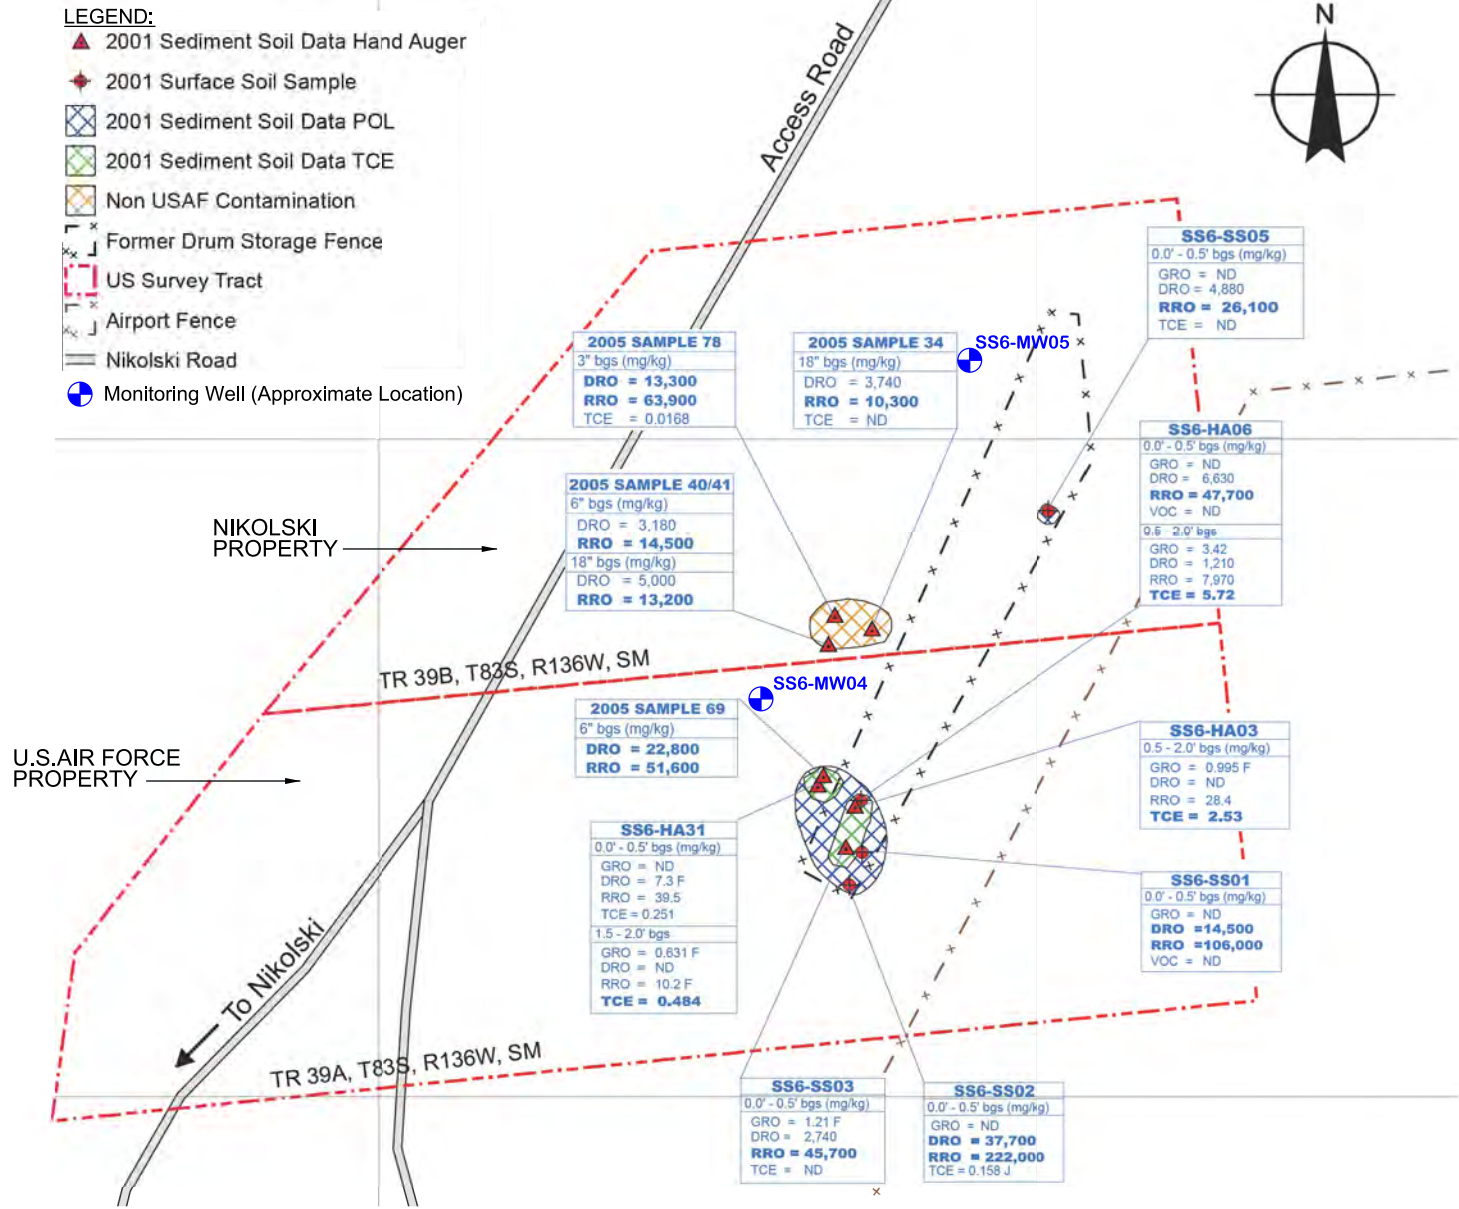 LEGEND:
2001 Sediment Soil Data Hand Auger
2001 Surface Soil Sample
2001 Sediment Soil Data POL
2001 Sediment Soil Data TCE
Non USAF Contamination
Former Drum Storage Fence
US Survey Tract
Airport Fence
Nikolski Road
Monitoring Well (Approximate Location)
N
Access Road
SS6-SS05
0.0' - 0.5' bgs (mg/kg)
GRO = ND
DRO = 4,880
RRO = 26,100
TCE = ND
2005 SAMPLE 78
3" bgs (mg/kg)
DRO = 13,300
RRO = 63,900
TCE = 0.0168
2005 SAMPLE 34
18" bgs (mg/kg)
DRO = 3,740
RRO = 10,300
TCE = ND
SS6-MW05
SS6-HA06
0.0' - 0.5' bgs (mg/kg)
GRO = ND
DRO = 6,630
RRO = 47,700
VOC = ND
0.5 - 2.0' bgs
GRO = 3.42
DRO = 1,210
RRO = 7,970
TCE = 5.72
2005 SAMPLE 40/41
6" bgs (mg/kg)
DRO = 3,180
RRO = 14,500
18" bgs (mg/kg)
DRO = 5,000
RRO = 13,200
NIKOLSKI
PROPERTY
TR 39B, T83S, R136W, SM
SS6-MW04
2005 SAMPLE 69
6" bgs (mg/kg)
DRO = 22,800
RRO = 51,600
U.S.AIR FORCE
PROPERTY
SS6-HA03
0.5 - 2.0' bgs (mg/kg)
GRO = 0.995 F
DRO = ND
RRO = 28.4
TCE = 2.53
SS6-HA31
0.0' - 0.5' bgs (mg/kg)
GRO = ND
DRO = 7.3 F
RRO = 39.5
TCE = 0.251
1.5 - 2.0' bgs
GRO = 0.631 F
DRO = ND
RRO = 10.2 F
TCE = 0.484
SS6-SS01
0.0' - 0.5' bgs (mg/kg)
GRO = ND
DRO =14,500
RRO =106,000
VOC = ND
To Nikolski
TR 39A, T83S, R136W, SM
SS6-SS03
0.0' - 0.5' bgs (mg/kg)
GRO = 1.21 F
DRO = 2,740
RRO = 45,700
TCE = ND
SS6-SS02
0.0' - 0.5' bgs (mg/kg)
GRO = ND
DRO = 37,700
RRO = 222,000
TCE = 0.158 J